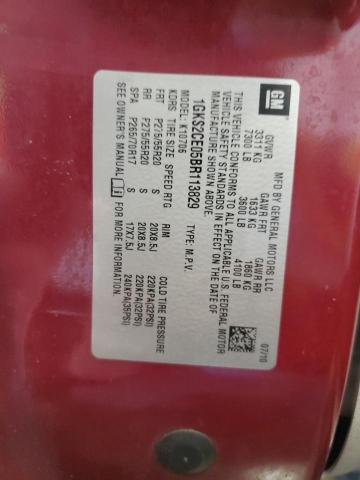 GM
MFD BY GENERAL MOTORS LLC
07/10
GVWR GAWR FRT GAWR RR
3311 KG 1633 KG 1860 KG
7300 LB 3600 LB 4100 LB
THIS VEHICLE CONFORMS TO ALL APPLICABLE U.S. FEDERAL MOTOR
VEHICLE SAFETY STANDARDS IN EFFECT ON THE DATE OF
MANUFACTURE SHOWN ABOVE.
1GKS2CE05BR113829 TYPE: M.P.V.
MODEL: K10706
KDRS TIRE SIZE SPEED RTG RIM COLD TIRE PRESSURE
FRT P275/55R20 S 20X8.5J 220KPA(32PSI)
RR P275/55R20 S 20X8.5J 220KPA(32PSI)
SPA P265/70R17 S 17X7.5J 240KPA(35PSI)
SEE OWNER'S MANUAL FOR MORE INFORMATION.